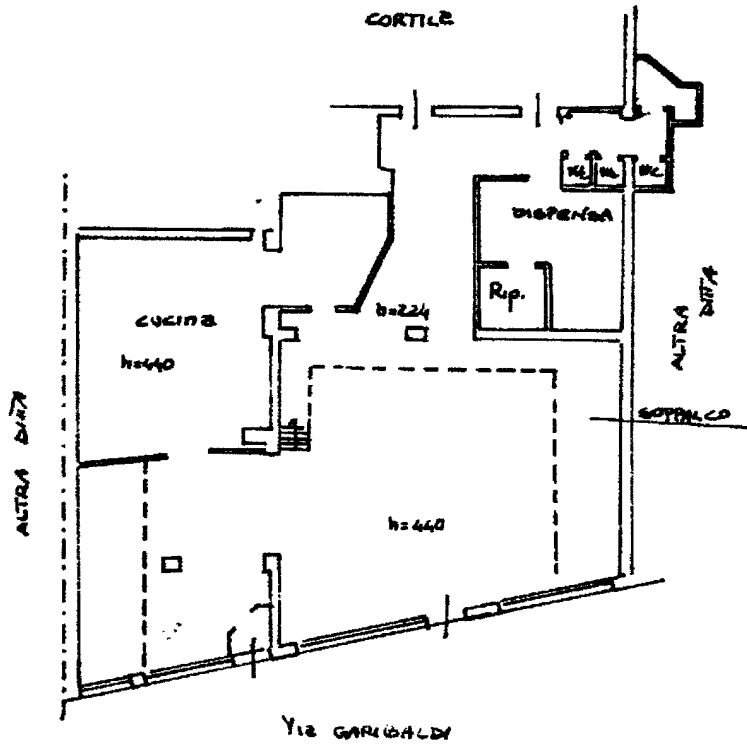 CORTILE
WC WC WC
DISPENSA
Rip.
h=224
cucina
h=440
ALTRA DITTA
ALTRA DITTA
SOPPALCO
h=440
Via GARIBALDI